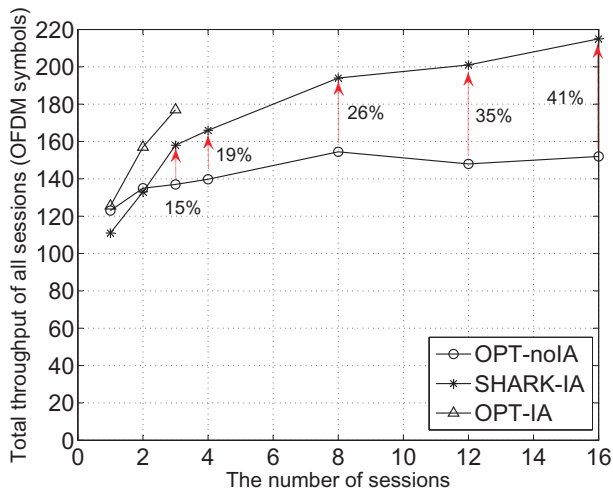 Total throughput of all sessions (OFDM symbols)
220
200
180
160
140
120
100
80
60
40
20
0
15%
19%
26%
35%
41%
OPT-noIA
SHARK-IA
OPT-IA
0 2 4 6 8 10 12 14 16
The number of sessions